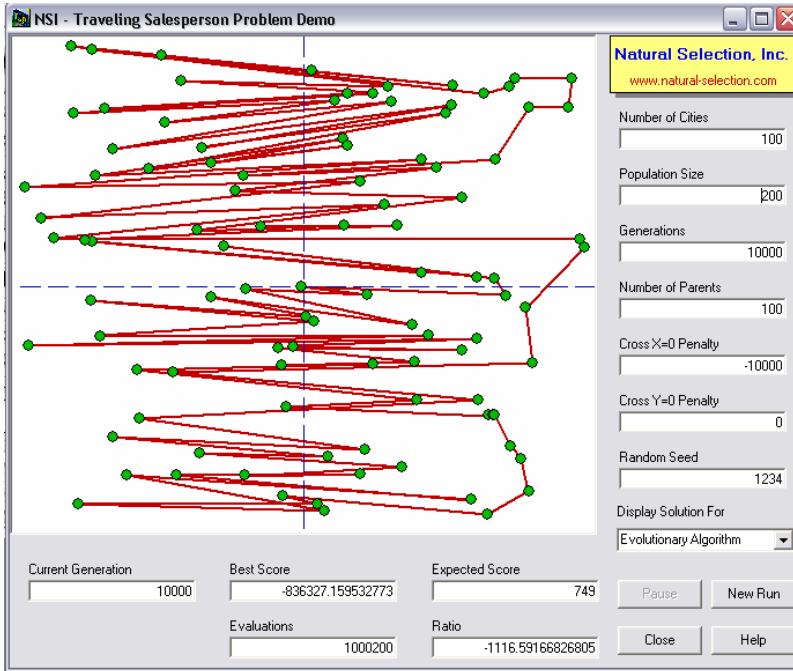 NSI - Traveling Salesperson Problem Demo
Natural Selection, Inc.
www.natural-selection.com
Number of Cities
100
Population Size
200
Generations
10000
Number of Parents
100
Cross X=0 Penalty
-10000
Cross Y=0 Penalty
0
Random Seed
1234
Display Solution For
Evolutionary Algorithm
Current Generation
10000
Best Score
-836327.159532773
Expected Score
749
Evaluations
1000200
Ratio
-1116.59166826805
Pause
New Run
Close
Help